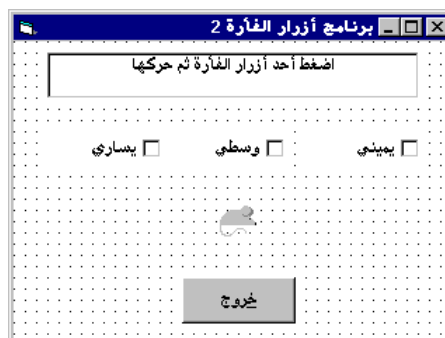 برنامج أزرار الفأرة 2
اضغط أحد أزرار الفأرة ثم حركها
يميني وسطي يساري
خروج